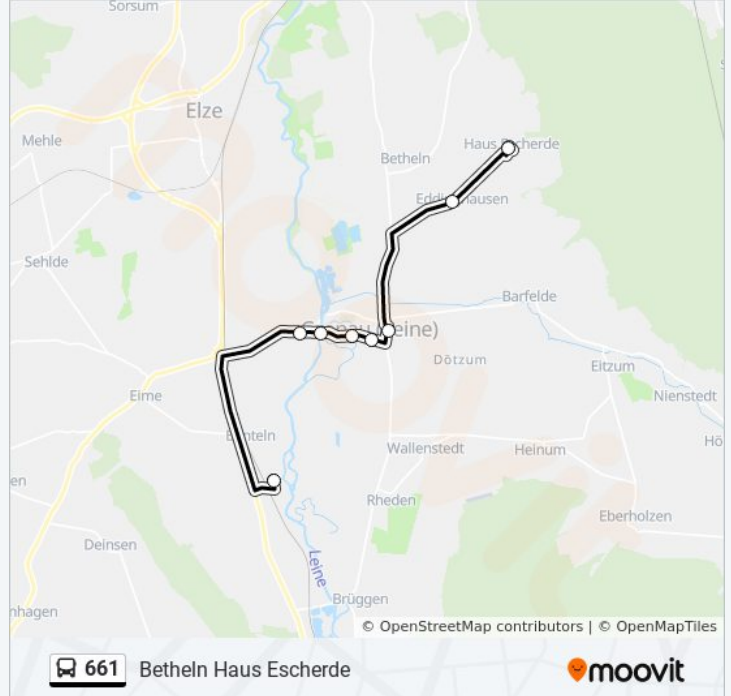 Sorsum
Elze
Mehle
Haus Escherde
Betheln
Sehlde
Barfelde
(Leine)
Dötzum
Eitzum
Eime
Nienstedt
Wallenstedt
Heinum
Rheden
Eberholzen
Deinsen
Leine
Brüggen
© OpenStreetMap contributors | © OpenMapTiles
661 Betheln Haus Escherde
moovit